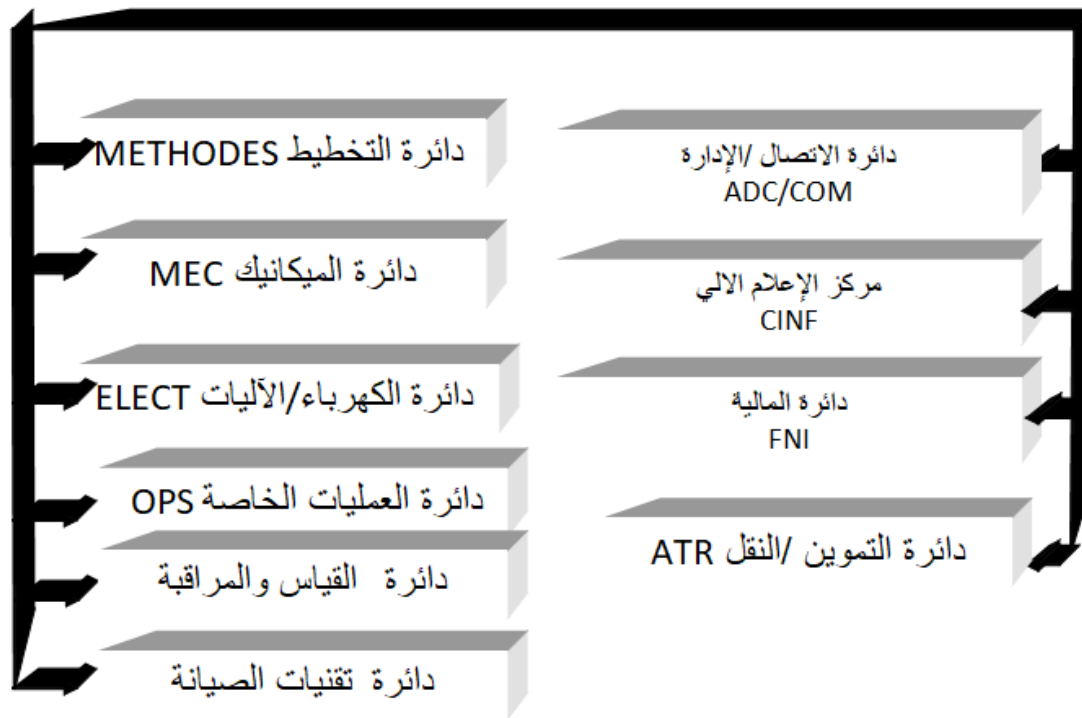 دائرة الاتصال /الإدارة
ADC/COM
مركز الإعلام الالي
CINF
دائرة المالية
FNI
دائرة التموين /النقل ATR
دائرة التخطيط METHODES
دائرة الميكانيك MEC
دائرة الكهرباء/الآليات ELECT
دائرة العمليات الخاصة OPS
دائرة القياس والمراقبة
دائرة تقنيات الصيانة